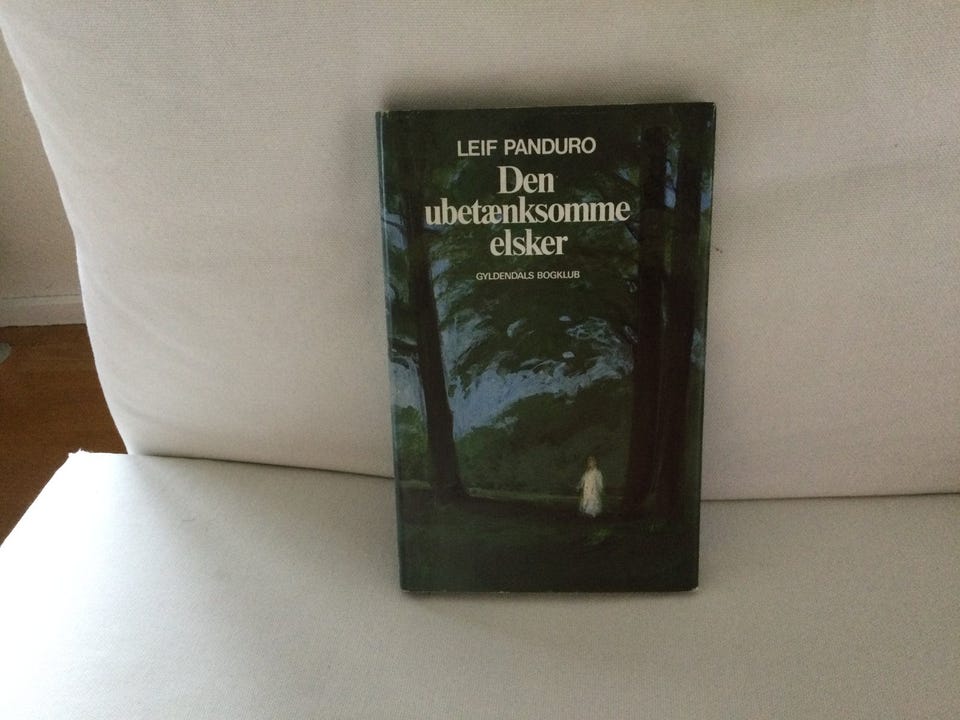 LEIF PANDURO
Den
ubetænksomme
elsker
GYLDENDALS BOGKLUB